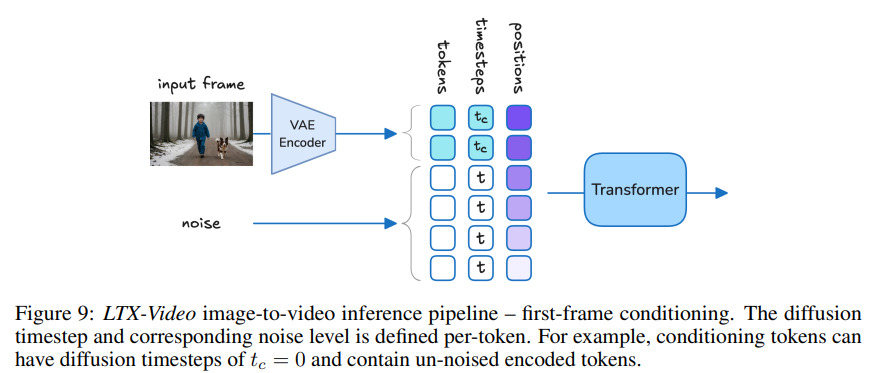 tokens
timesteps
positions
input frame
VAE
Encoder
t_c
t_c
t
t
t
t
noise
Transformer
Figure 9: LTX-Video image-to-video inference pipeline – first-frame conditioning. The diffusion
timestep and corresponding noise level is defined per-token. For example, conditioning tokens can
have diffusion timesteps of t_c = 0 and contain un-noised encoded tokens.